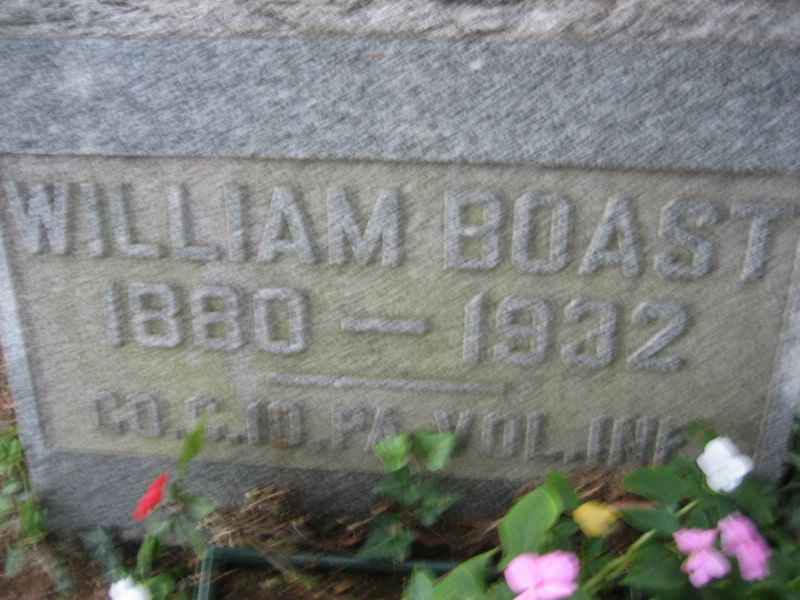 WILLIAM BOAST
1880 — 1932
CO. C. 10. PA. VOL. INF